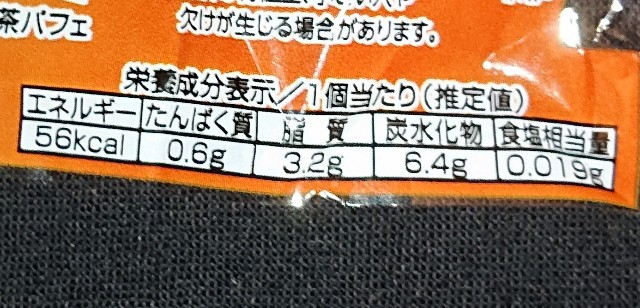 茶パフェ
欠けが生じる場合があります。
栄養成分表示／1個当たり(推定値)
エネルギー たんぱく質 脂質 炭水化物 食塩相当量
56kcal 0.6g 3.2g 6.4g 0.019g